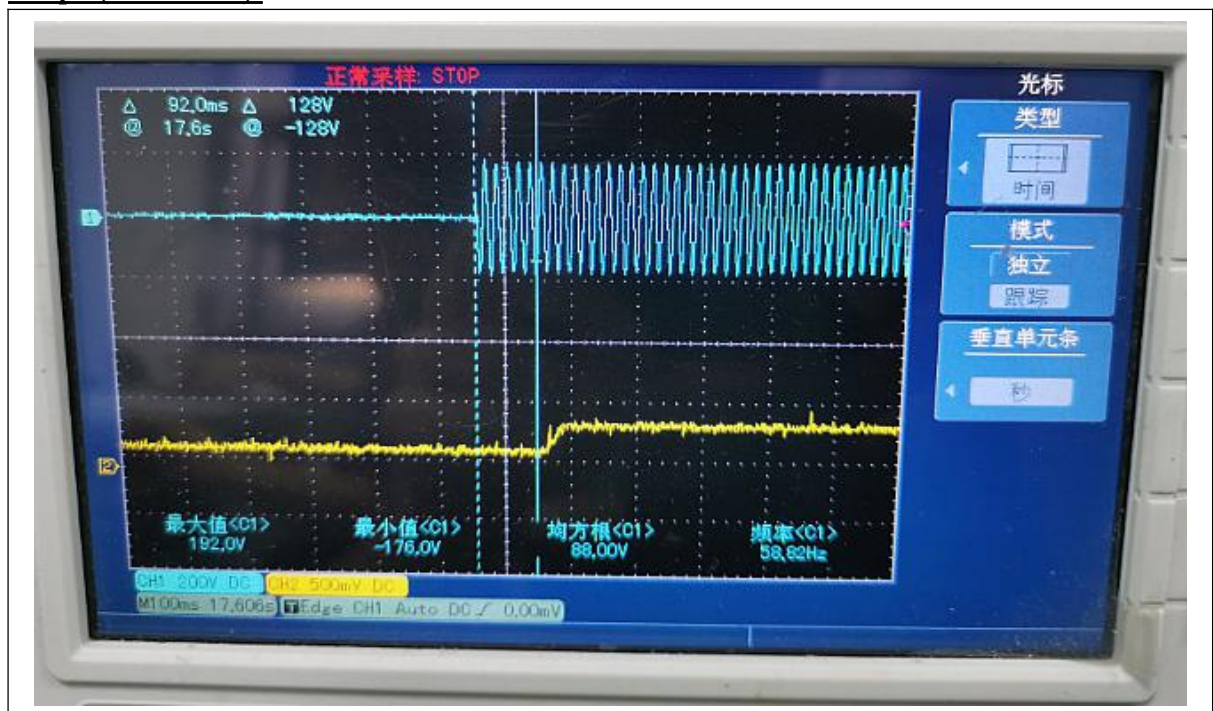 正常采样: STOP
△ 92.0ms △ 128V
@ 17.6s @ -128V
光标
类型
时间
模式
独立
跟踪
垂直单元条
秒
1
2
最大值<C1> 最小值<C1> 均方根<C1> 频率<C1>
192.0V -176.0V 88.00V 58.82Hz
CH1 200V DC CH2 500mV DC
M100ms 17.606s T Edge CH1 Auto DC 0.00mV